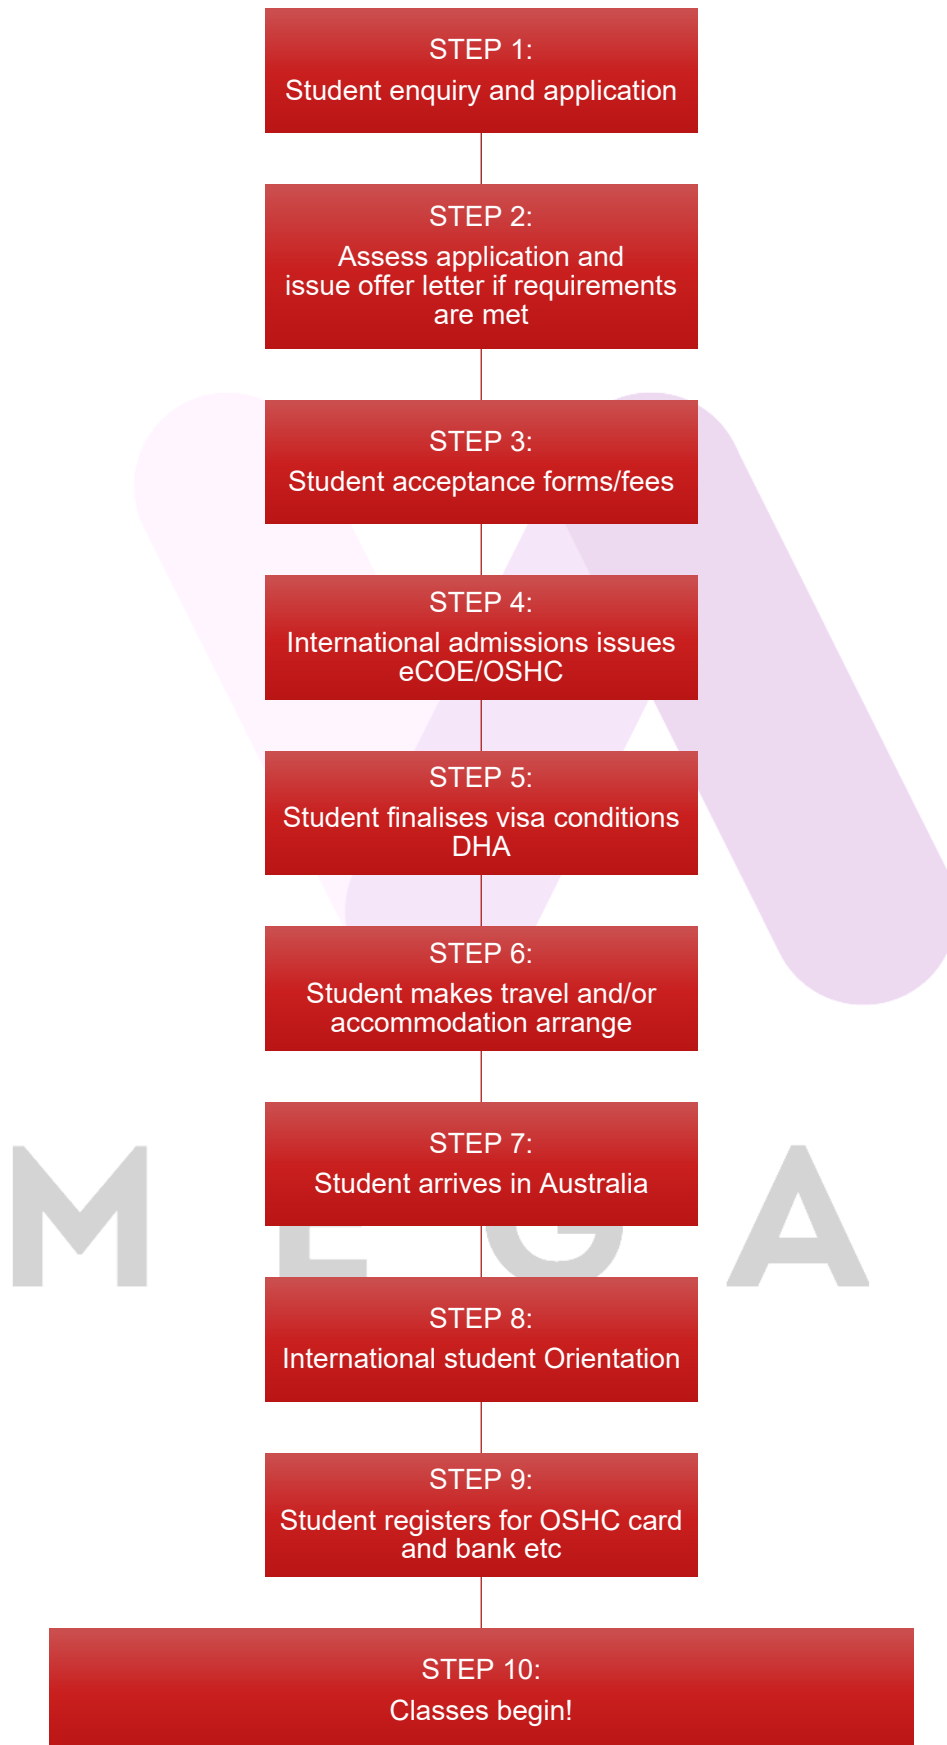 STEP 1:
Student enquiry and application
STEP 2:
Assess application and
issue offer letter if requirements
are met
STEP 3:
Student acceptance forms/fees
STEP 4:
International admissions issues
eCOE/OSHC
STEP 5:
Student finalises visa conditions
DHA
STEP 6:
Student makes travel and/or
accommodation arrange
STEP 7:
Student arrives in Australia
M E G A
STEP 8:
International student Orientation
STEP 9:
Student registers for OSHC card
and bank etc
STEP 10:
Classes begin!